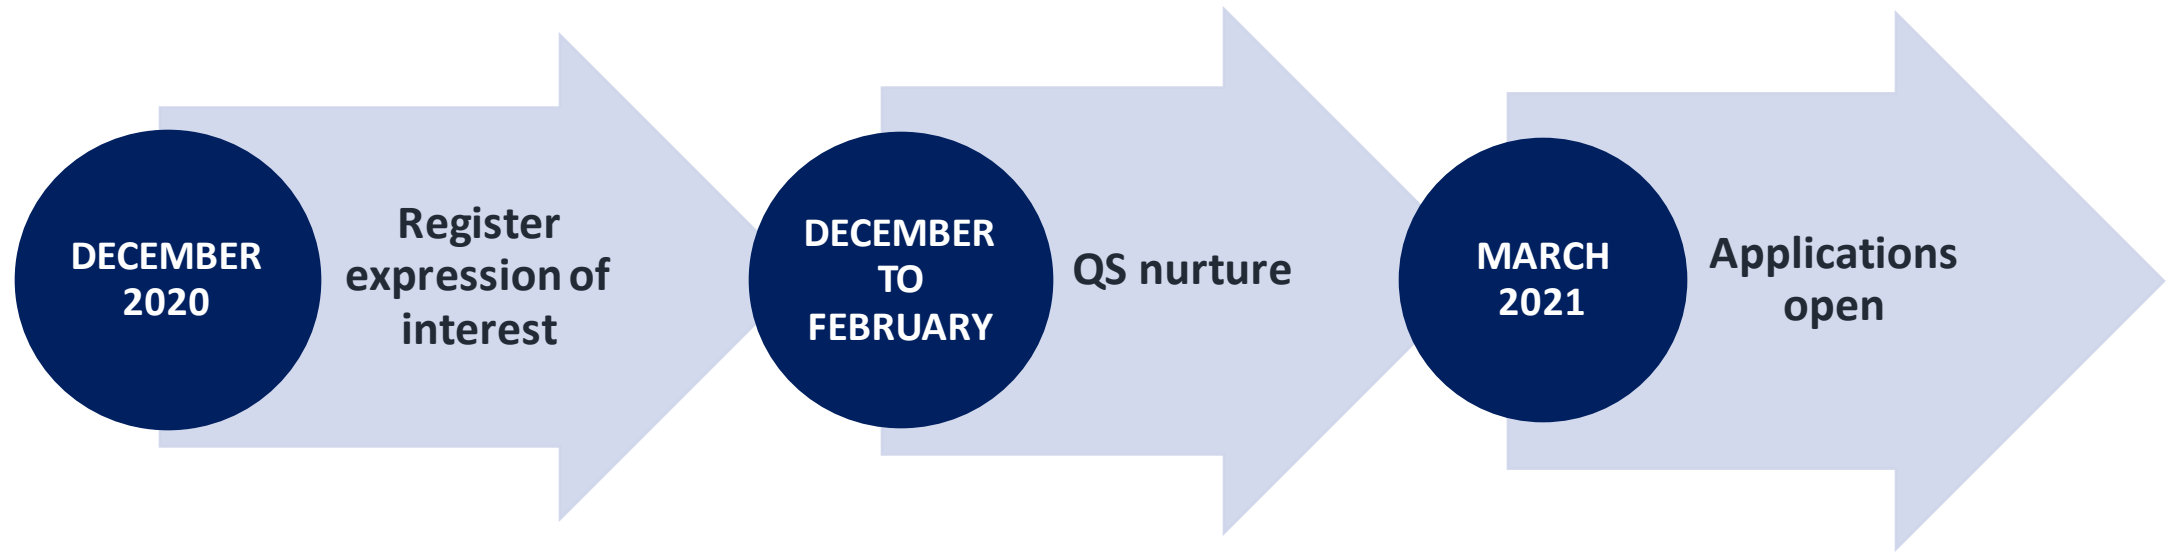 DECEMBER
2020
Register
expression of
interest
DECEMBER
TO
FEBRUARY
QS nurture
MARCH
2021
Applications
open